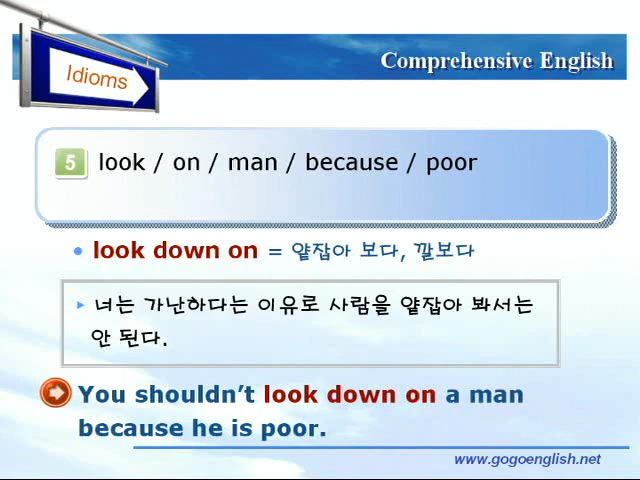 Idioms
Comprehensive English
5 look / on / man / because / poor
• look down on = 얕잡아 보다, 깔보다
▸ 너는 가난하다는 이유로 사람을 얕잡아 봐서는
안 된다.
You shouldn't look down on a man
because he is poor.
www.gogoenglish.net